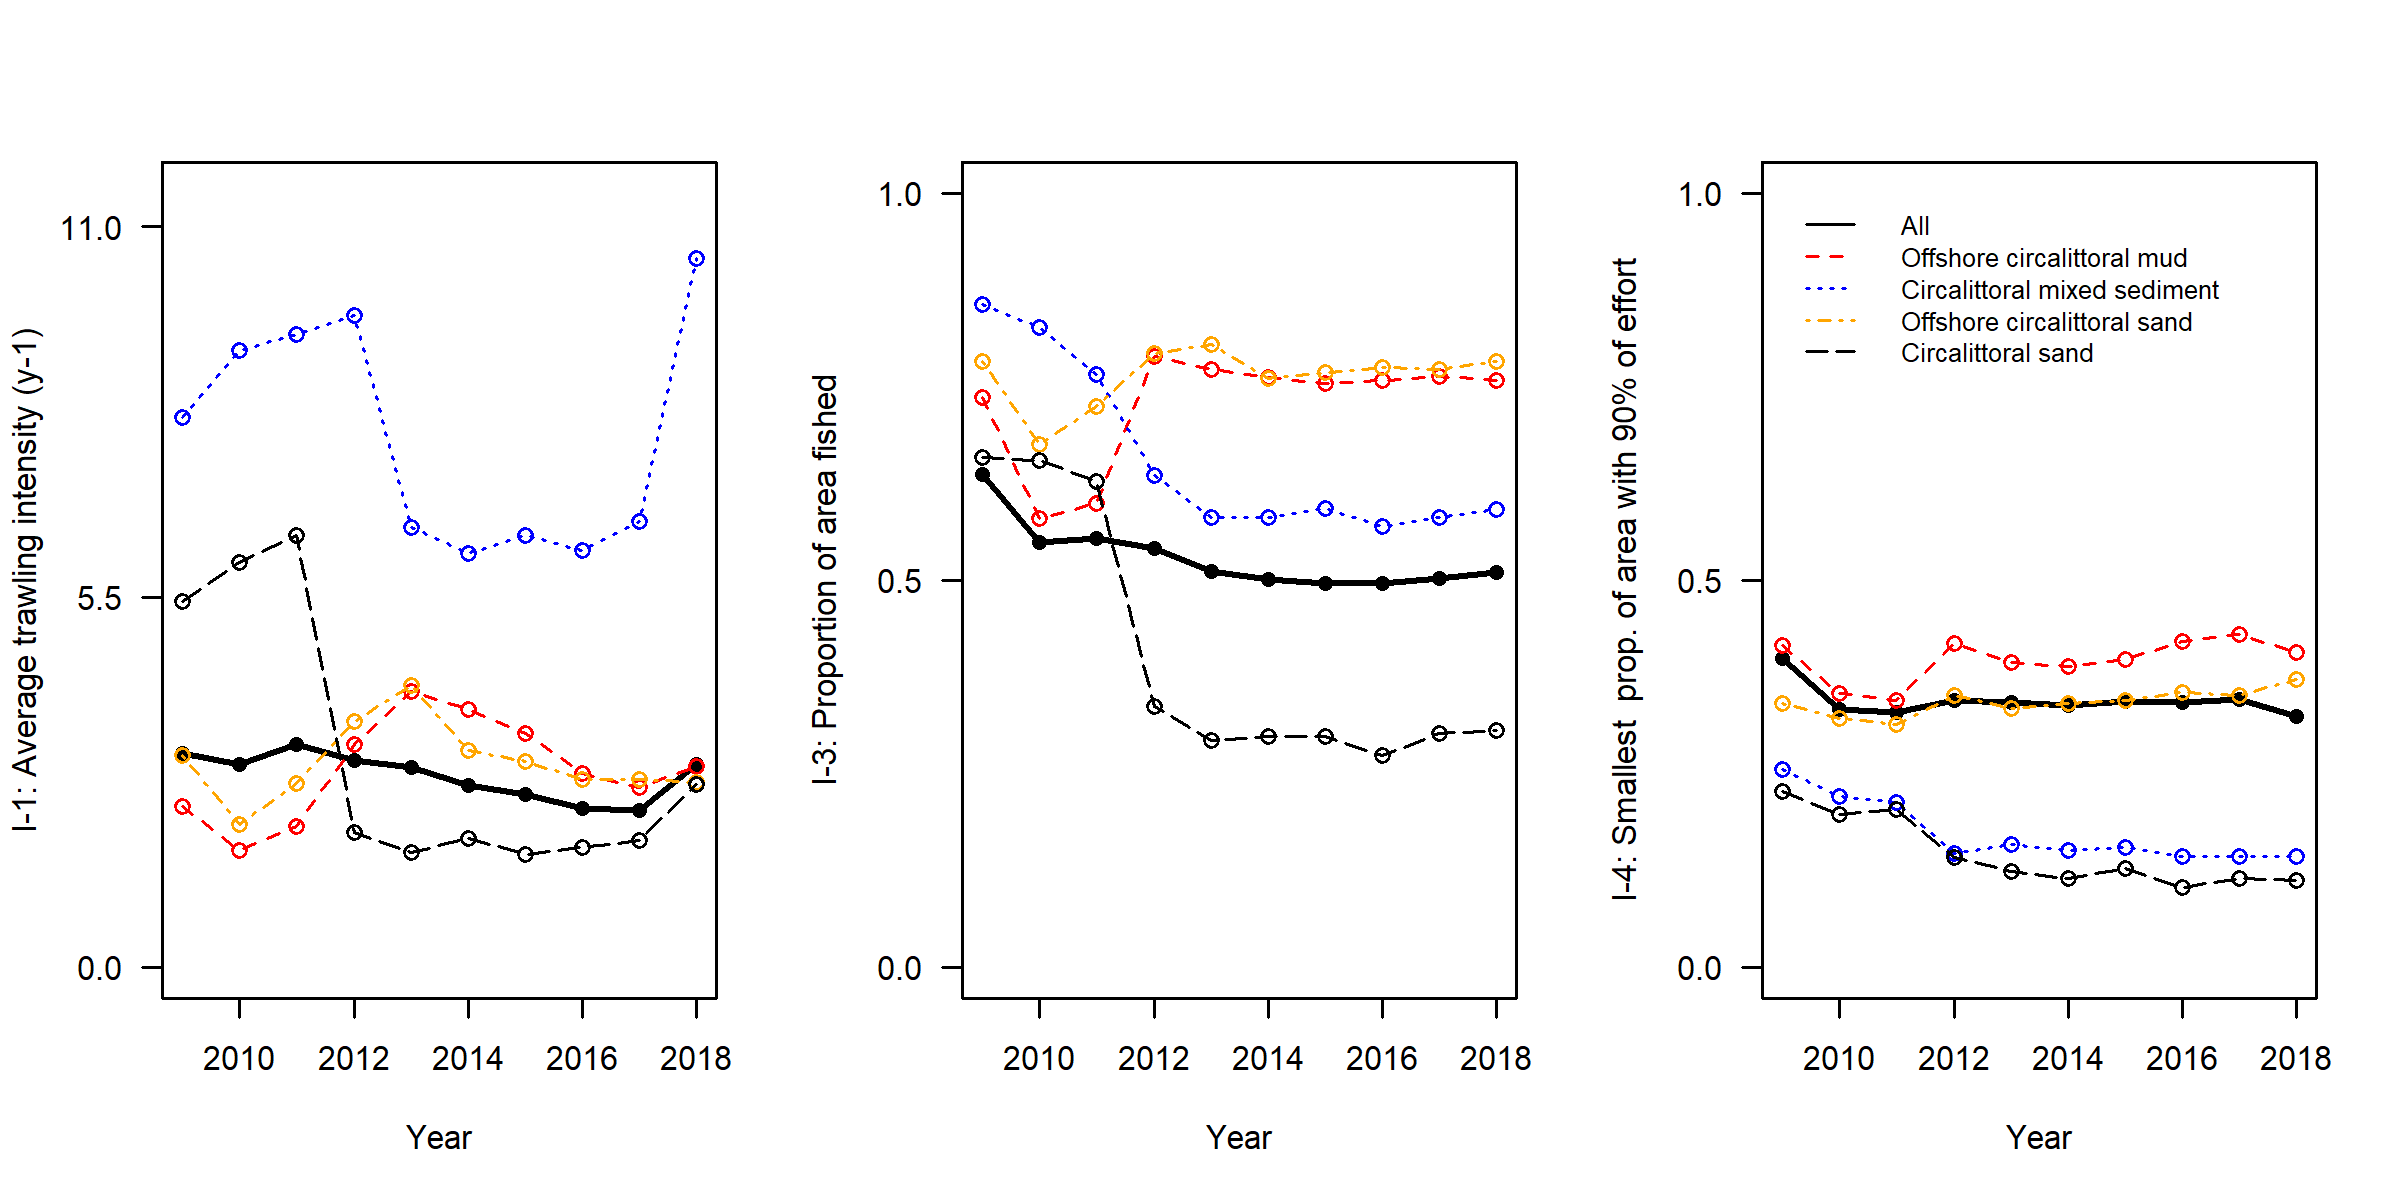 I-1: Average trawling intensity (y-1)
11.0
5.5
0.0
2010 2012 2014 2016 2018
Year
I-3: Proportion of area fished
1.0
0.5
0.0
2010 2012 2014 2016 2018
Year
I-4: Smallest prop. of area with 90% of effort
1.0
0.5
0.0
All
Offshore circalittoral mud
Circalittoral mixed sediment
Offshore circalittoral sand
Circalittoral sand
2010 2012 2014 2016 2018
Year